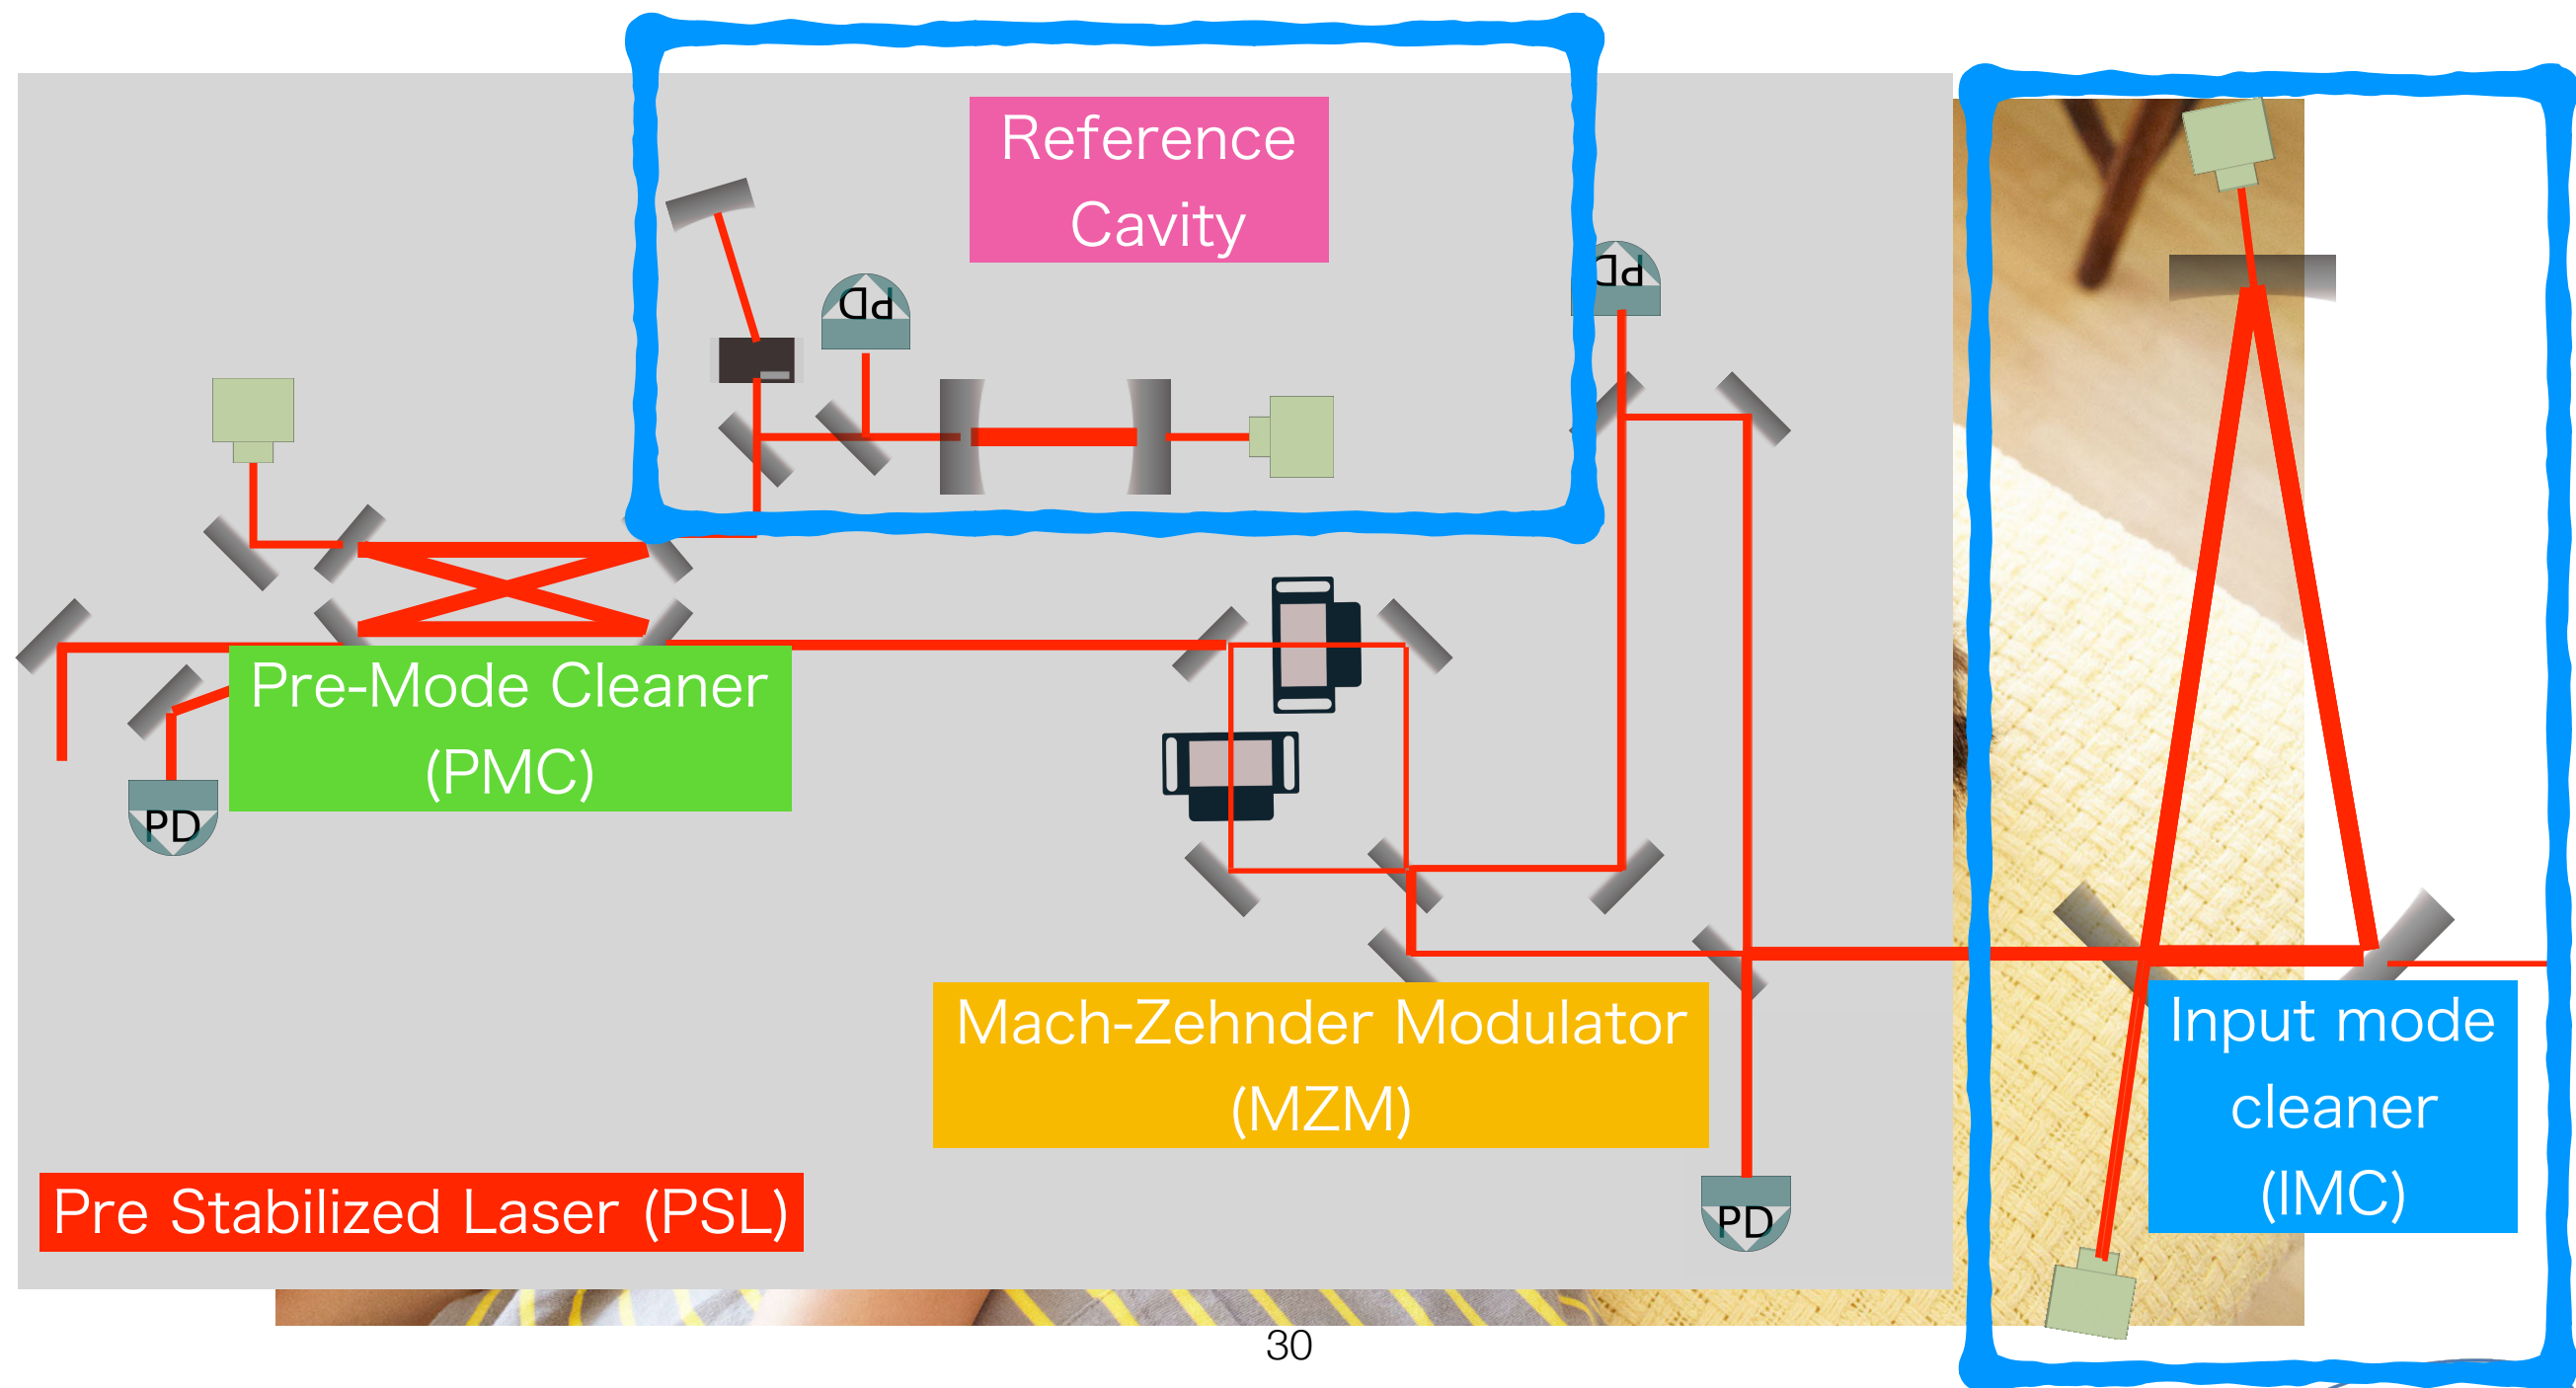 Reference
Cavity
PD
PD
Pre-Mode Cleaner
(PMC)
PD
Mach-Zehnder Modulator
(MZM)
Input mode
cleaner
(IMC)
Pre Stabilized Laser (PSL)
PD
30